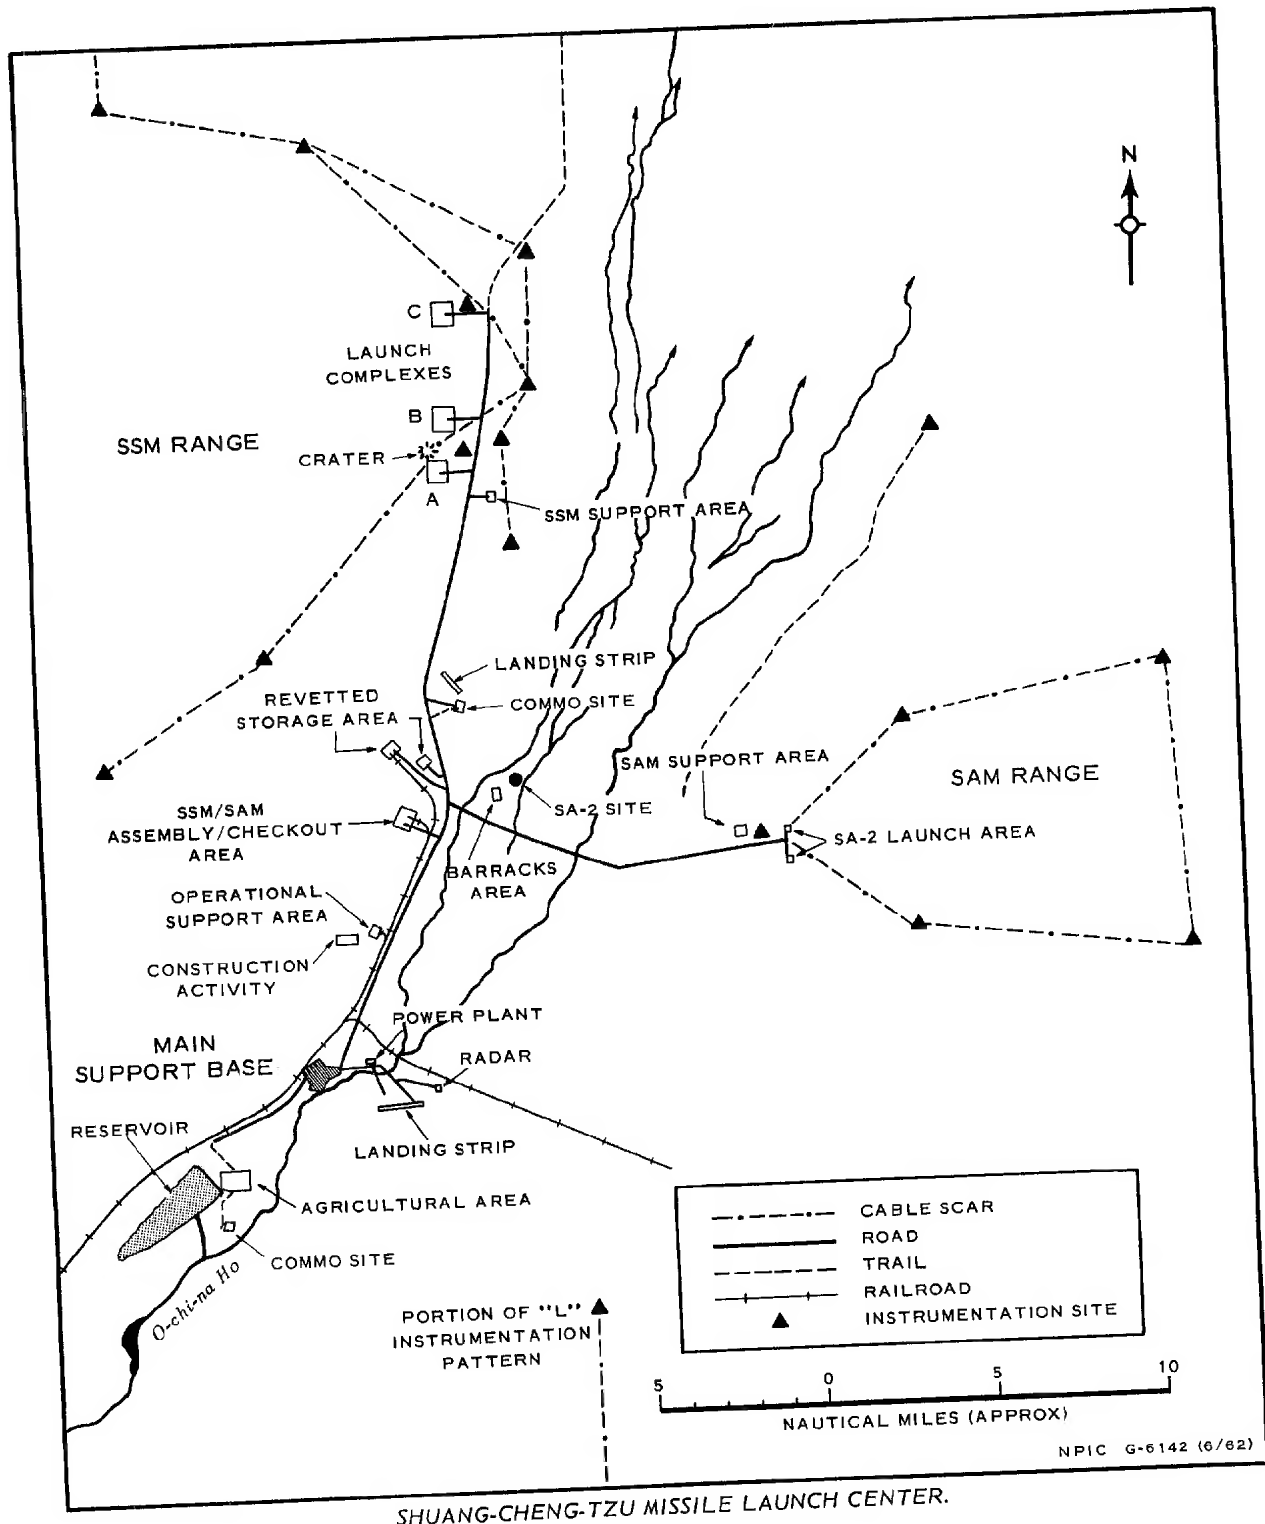 N
C
LAUNCH
COMPLEXES
B
SSM RANGE
CRATER
A
SSM SUPPORT AREA
LANDING STRIP
REVETTED
STORAGE AREA
COMMO SITE
SAM SUPPORT AREA
SAM RANGE
SSM/SAM
ASSEMBLY/CHECKOUT
AREA
SA-2 SITE
SA-2 LAUNCH AREA
BARRACKS
AREA
OPERATIONAL
SUPPORT AREA
CONSTRUCTION
ACTIVITY
POWER PLANT
MAIN
SUPPORT BASE
RADAR
RESERVOIR
LANDING STRIP
AGRICULTURAL AREA
COMMO SITE
O-chi-na Ho
PORTION OF "L"
INSTRUMENTATION
PATTERN
CABLE SCAR
ROAD
TRAIL
RAILROAD
INSTRUMENTATION SITE
5 0 5 10
NAUTICAL MILES (APPROX)
NPIC G-6142 (6/62)
SHUANG-CHENG-TZU MISSILE LAUNCH CENTER.